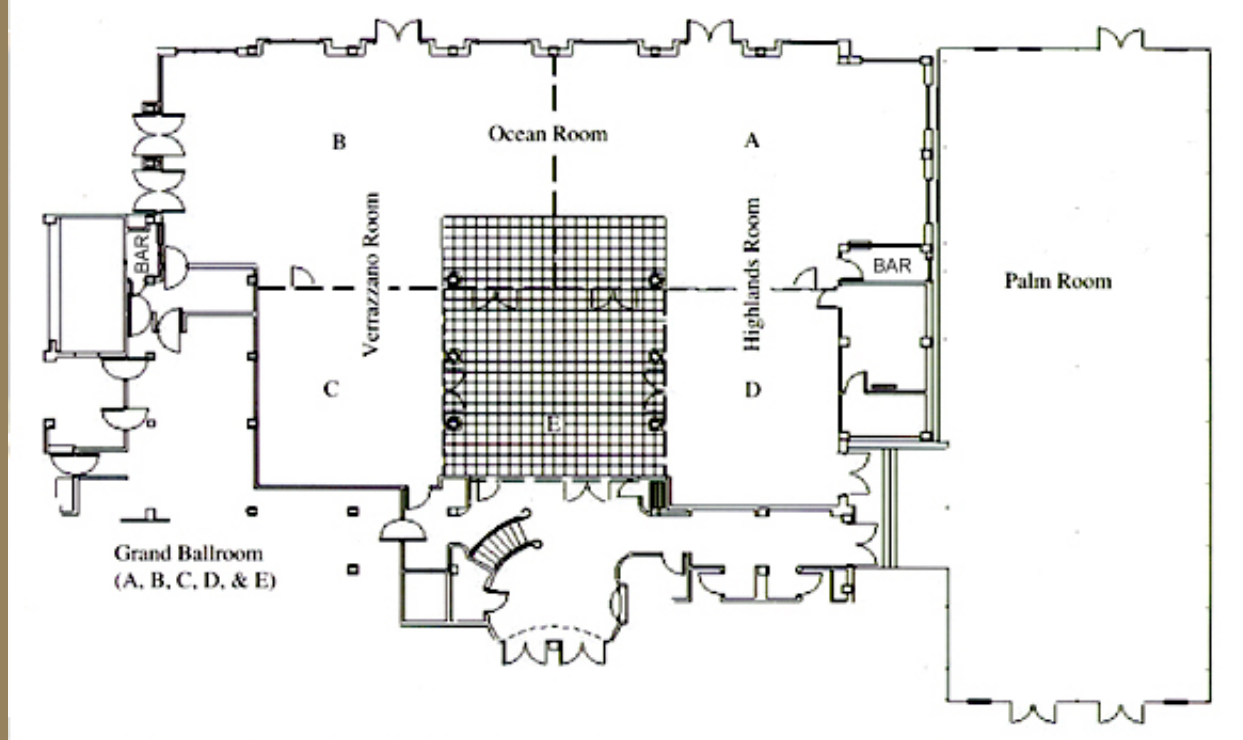 B
Ocean Room
A
Verrazzano Room
Highlands Room
BAR
BAR
Palm Room
C
D
E
Grand Ballroom
(A, B, C, D, & E)